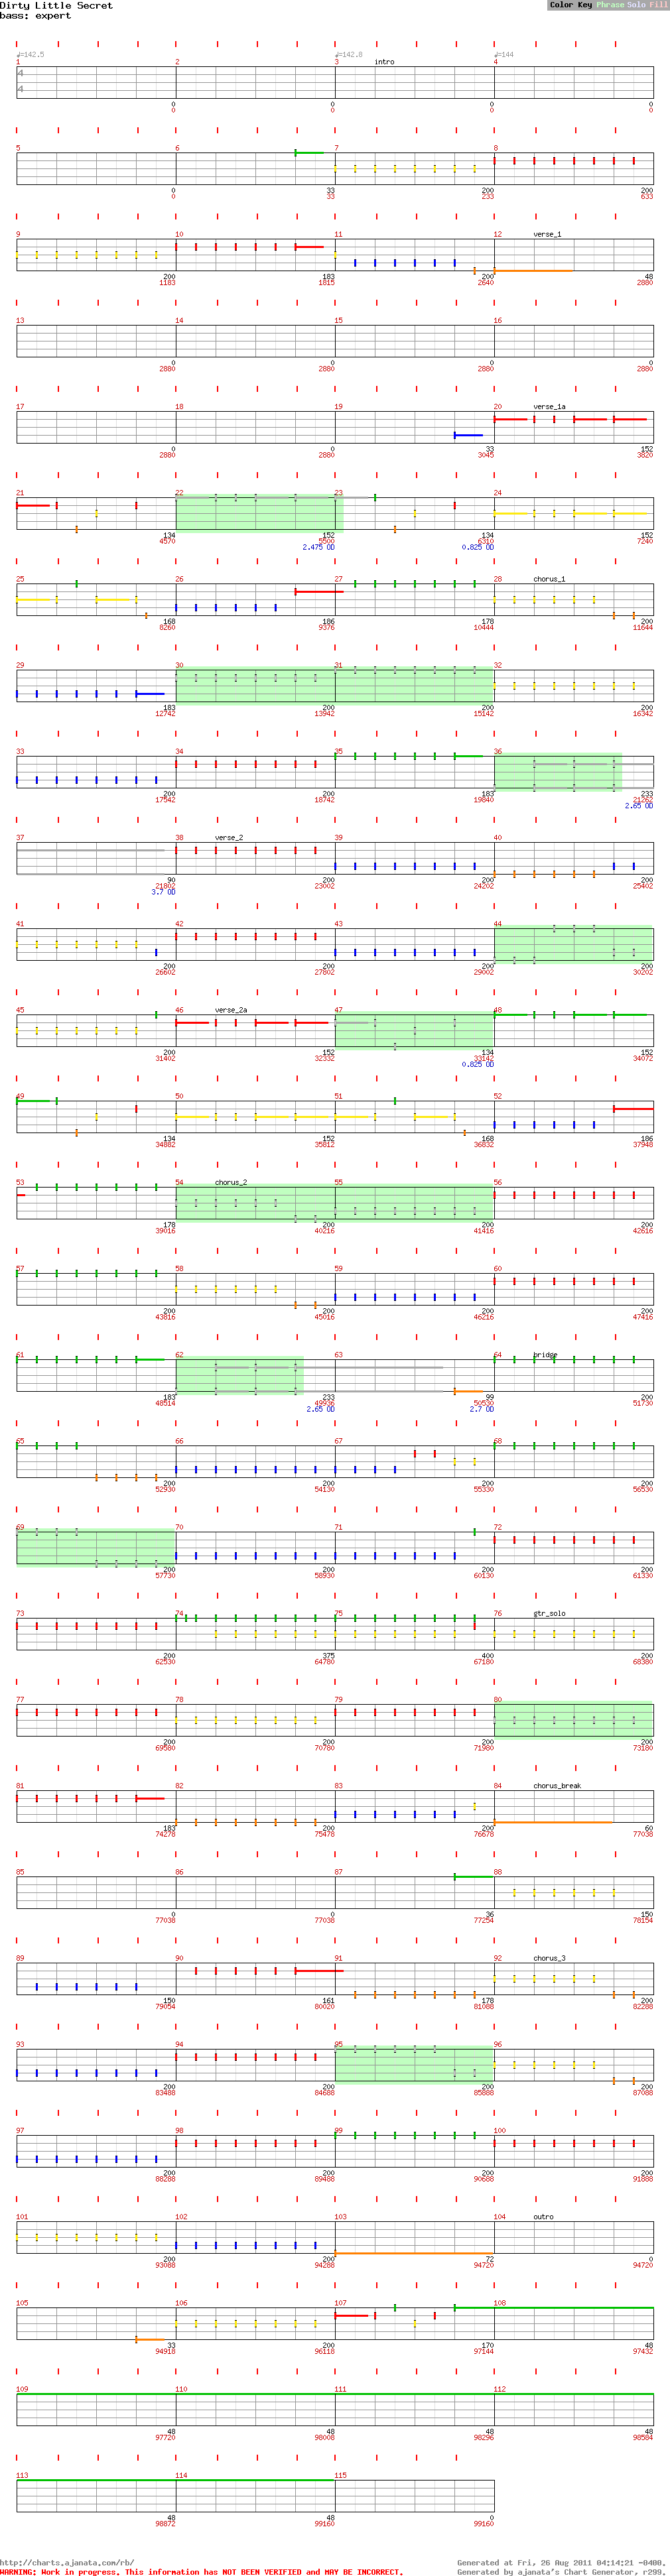 Dirty Little Secret
Color Key Phrase Solo Fill
bass: expert
♩=142.5 ♩=142.8 ♩=144
1 2 3 intro 4
4
4
0 0 0 0
0 0 0 0
5 6 7 8
0 33 200 200
0 33 233 633
9 10 11 12 verse_1
200 183 200 48
1183 1815 2640 2880
13 14 15 16
0 0 0 0
2880 2880 2880 2880
17 18 19 20 verse_1a
0 0 33 152
2880 2880 3045 3820
21 22 23 24
134 152 134 152
4570 5500 6310 7240
2.475 OD 0.825 OD
25 26 27 28 chorus_1
168 186 178 200
8260 9376 10444 11644
29 30 31 32
183 200 200 200
12742 13942 15142 16342
33 34 35 36
200 200 183 233
17542 18742 19840 21262
2.65 OD
37 38 verse_2 39 40
90 200 200 200
21802 23002 24202 25402
3.7 OD
41 42 43 44
200 200 200 200
26602 27802 29002 30202
45 46 verse_2a 47 48
200 152 134 152
31402 32332 33142 34072
0.825 OD
49 50 51 52
134 152 168 186
34882 35812 36832 37948
53 54 chorus_2 55 56
178 200 200 200
39016 40216 41416 42616
57 58 59 60
200 200 200 200
43816 45016 46216 47416
61 62 63 64 bridge
183 233 99 200
48514 49936 50530 51730
2.65 OD 2.7 OD
65 66 67 68
200 200 200 200
52930 54130 55330 56530
69 70 71 72
200 200 200 200
57730 58930 60130 61330
73 74 75 76 gtr_solo
200 375 400 200
62530 64780 67180 68380
77 78 79 80
200 200 200 200
69580 70780 71980 73180
81 82 83 84 chorus_break
183 200 200 60
74278 75478 76678 77038
85 86 87 88
0 0 36 150
77038 77038 77254 78154
89 90 91 92 chorus_3
150 161 178 200
79054 80020 81088 82288
93 94 95 96
200 200 200 200
83488 84688 85888 87088
97 98 99 100
200 200 200 200
88288 89488 90688 91888
101 102 103 104 outro
200 200 72 0
93088 94288 94720 94720
105 106 107 108
33 200 170 48
94918 96118 97144 97432
109 110 111 112
48 48 48 48
97720 98008 98296 98584
113 114 115
48 48 0
98872 99160 99160
http://charts.ajanata.com/rb/ Generated at Fri, 26 Aug 2011 04:14:21 -0400.
WARNING: Work in progress. This information has NOT BEEN VERIFIED and MAY BE INCORRECT. Generated by ajanata's Chart Generator, r299.